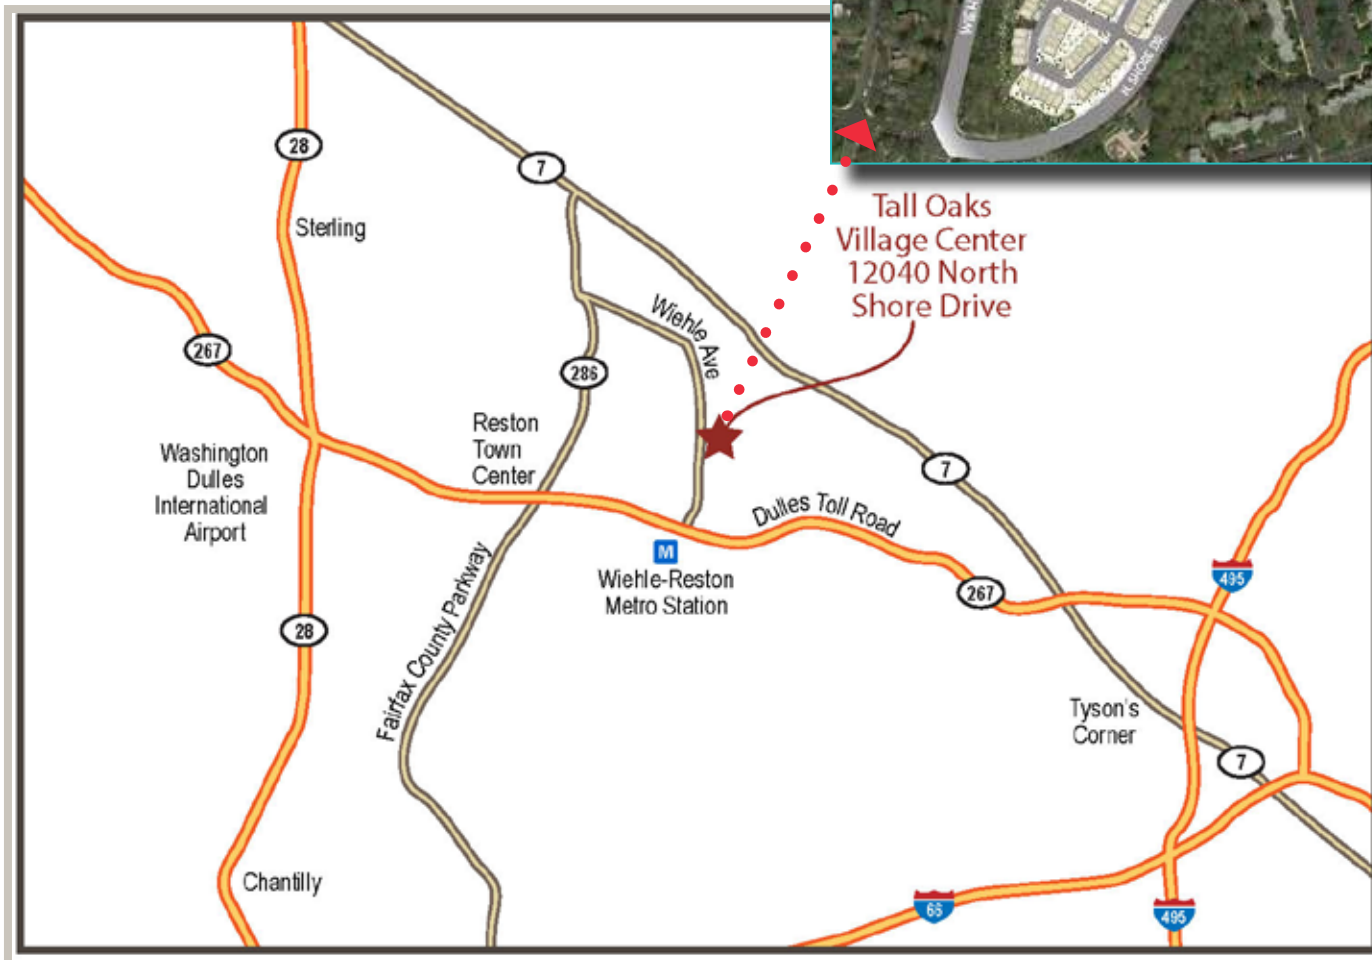 N. SHORE DR
28
7
Sterling
Tall Oaks
Village Center
12040 North
Shore Drive
Wiehle Ave
267
286
Reston
Town
Center
Washington
Dulles
International
Airport
7
Dulles Toll Road
M
Wiehle-Reston
Metro Station
495
267
28
Fairfax County Parkway
Tyson's
Corner
7
Chantilly
66
495